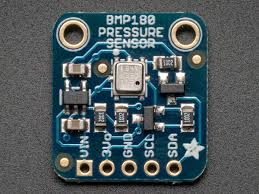 BMP180
PRESSURE
SENSOR
VIN 3Vo GND SCL SDA